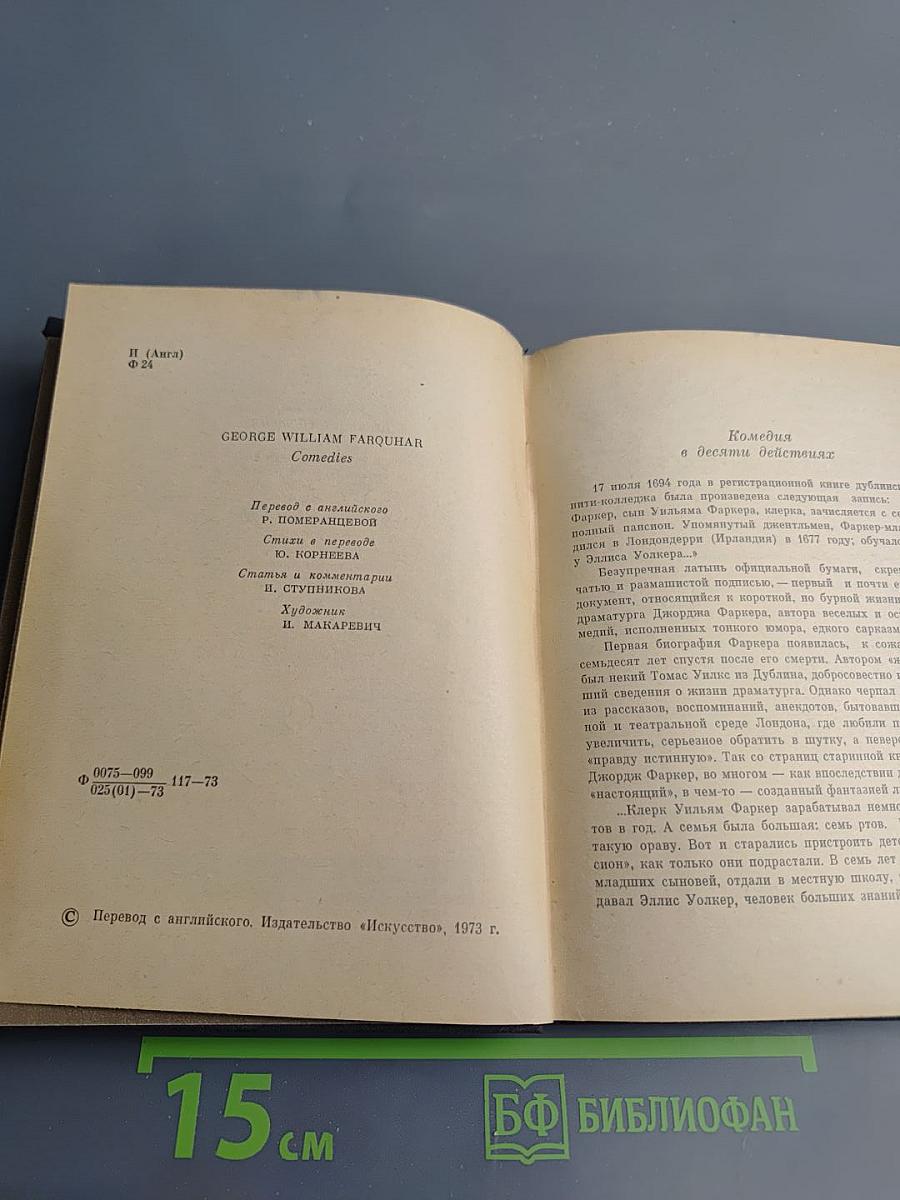 И (Англ)
Ф 24
GEORGE WILLIAM FARQUHAR
Comedies
Перевод с английского
Р. ПОМЕРАНЦЕВОЙ
Стихи в переводе
Ю. КОРНЕЕВА
Статья и комментарии
И. СТУПНИКОВА
Художник
И. МАКАРЕВИЧ
Ф 0075—099
025(01)—73 117—73
© Перевод с английского. Издательство «Искусство», 1973 г.
Комедия
в десяти действиях
17 июля 1694 года в регистрационной книге дублинс
нити-колледжа была произведена следующая запись:
Фаркер, сын Уильяма Фаркера, клерка, зачисляется с се
полный пансион. Упомянутый джентльмен, Фаркер-мла
дился в Лондондерри (Ирландия) в 1677 году; обучалс
у Эллиса Уолкера...»
Безупречная латынь официальной бумаги, скре
чатью и размашистой подписью, — первый и почти е
документ, относящийся к короткой, но бурной жизни
драматурга Джорджа Фаркера, автора веселых и ос
медий, исполненных тонкого юмора, едкого сарказм
Первая биография Фаркера появилась, к сожа
семьдесят лет спустя после его смерти. Автором «ж
был некий Томас Уилкс из Дублина, добросовестно
ший сведения о жизни драматурга. Однако черпал
из рассказов, воспоминаний, анекдотов, бытовавш
ной и театральной среде Лондона, где любили п
увеличить, серьезное обратить в шутку, а неверо
«правду истинную». Так со страниц старинной кн
Джордж Фаркер, во многом — как впоследствии
«настоящий», в чем-то — созданный фантазией л
...Клерк Уильям Фаркер зарабатывал немно
тов в год. А семья была большая: семь ртов.
такую ораву. Вот и старались пристроить дет
сион», как только они подрастали. В семь лет
младших сыновей, отдали в местную школу,
давал Эллис Уолкер, человек больших знаний
15 см
БФ БИБЛИОФАН